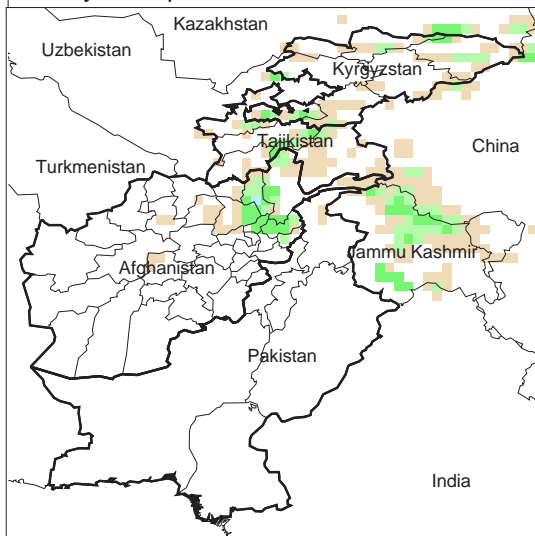 Kazakhstan
Uzbekistan
Kyrgyzstan
Tajikistan
China
Turkmenistan
Jammu Kashmir
Afghanistan
Pakistan
India